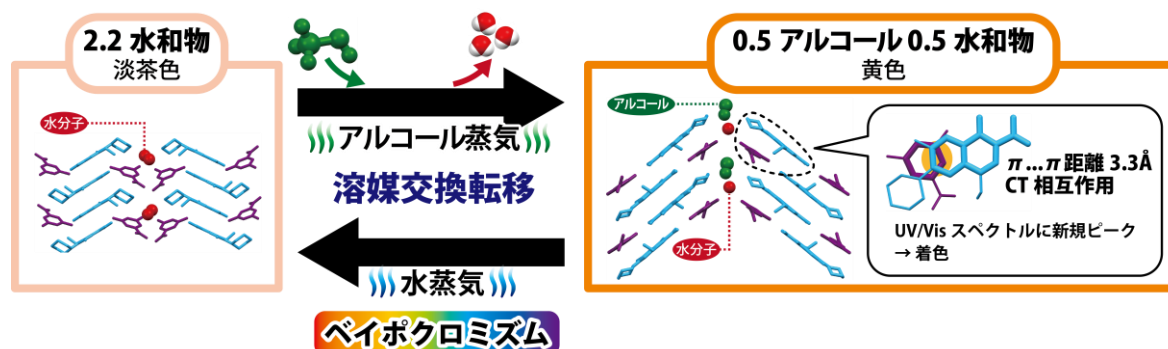 2.2 水和物
淡茶色
水分子
アルコール蒸気
溶媒交換転移
水蒸気
ベイポクロミズム
0.5 アルコール 0.5 水和物
黄色
アルコール
水分子
π…π 距離 3.3Å
CT 相互作用
UV/Vis スペクトルに新規ピーク
→ 着色